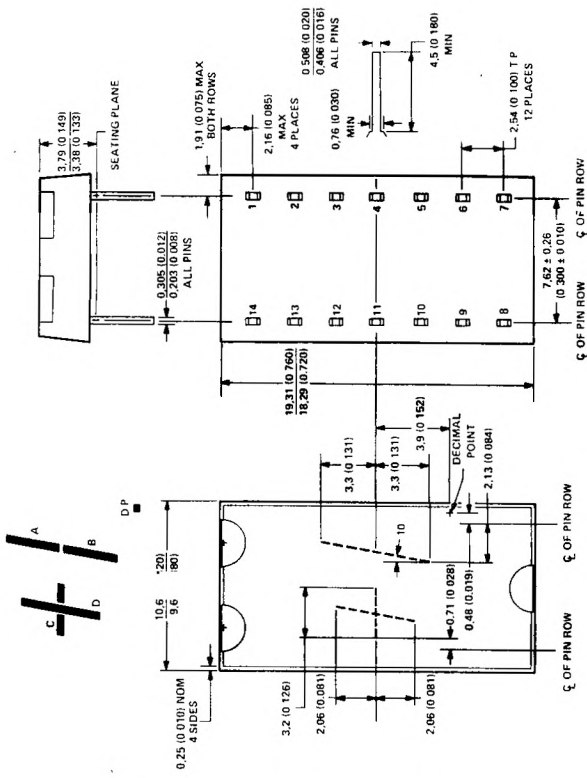 3,79 (0 149)
3,38 (0 133)
SEATING PLANE
0,305 (0.012)
0,203 (0 008)
ALL PINS
1,91 (0 075) MAX
BOTH ROWS
2,16 (0 085)
MAX
4 PLACES
0.508 (0 020)
0,406 (0 016)
ALL PINS
0,76 (0 030)
MIN
4,5 (0 180)
MIN
2,54 (0 100) T P
12 PLACES
1
2
3
4
5
6
7
14
13
12
11
10
9
8
19,31 (0 760)
18,29 (0.720)
7,62 ± 0,26
(0 300 ± 0 010)
℄ OF PIN ROW
℄ OF PIN ROW
A
B
C
D
D P
10,6
9,6
20)
80)
0,25 (0 010) NOM
4 SIDES
3,3 (0 131)
3,3 (0 131)
3,9 (0 152)
DECIMAL
POINT
2,13 (0 084)
10
3,2 (0 126)
2,06 (0 081)
2,06 (0 081)
0,71 (0 028)
0,48 (0.019)
℄ OF PIN ROW
℄ OF PIN ROW